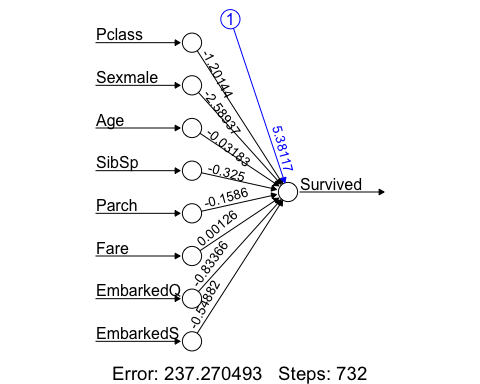 1
Pclass
-1.20144
Sexmale
-2.58937
Age
-0.03183
SibSp
-0.325
5.38117
Survived
Parch
-0.1586
Fare
0.00126
EmbarkedQ
-0.83366
EmbarkedS
-0.54882
Error: 237.270493 Steps: 732